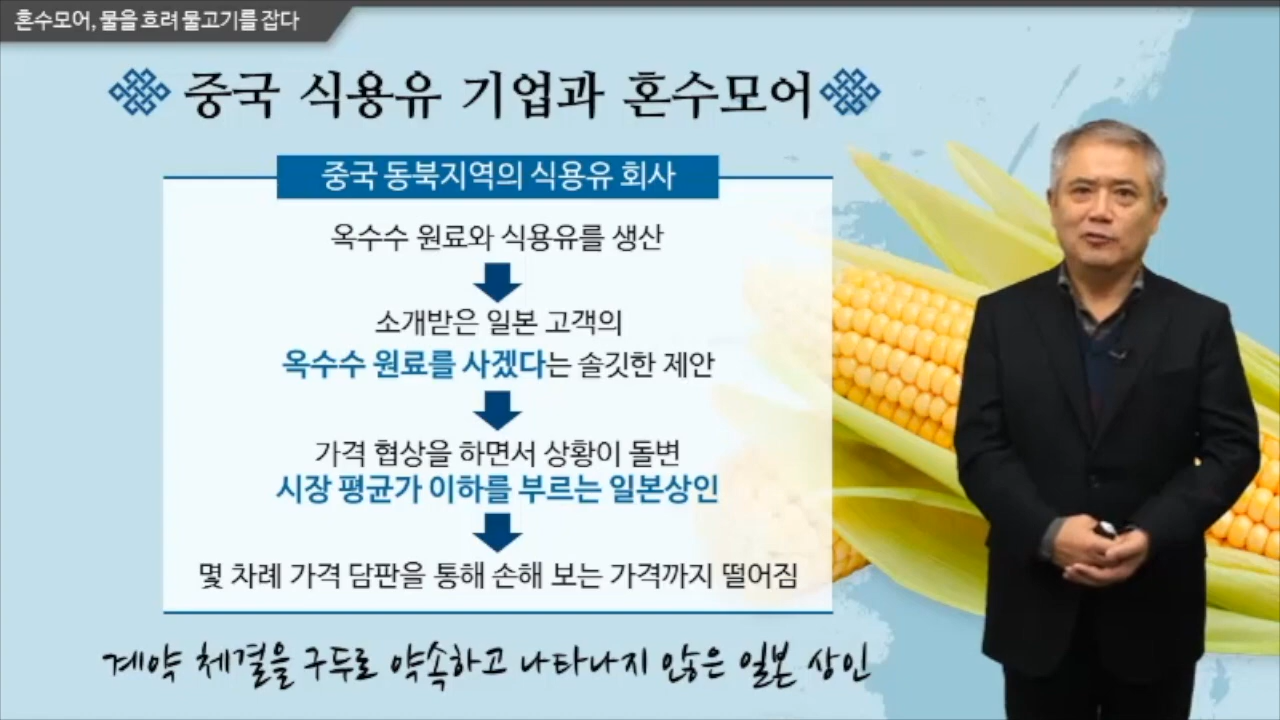 혼수모어, 물을 흐려 물고기를 잡다
중국 식용유 기업과 혼수모어
중국 동북지역의 식용유 회사
옥수수 원료와 식용유를 생산
소개받은 일본 고객의
옥수수 원료를 사겠다는 솔깃한 제안
가격 협상을 하면서 상황이 돌변
시장 평균가 이하를 부르는 일본상인
몇 차례 가격 담판을 통해 손해 보는 가격까지 떨어짐
계약 체결을 구두로 약속하고 나타나지 않은 일본 상인